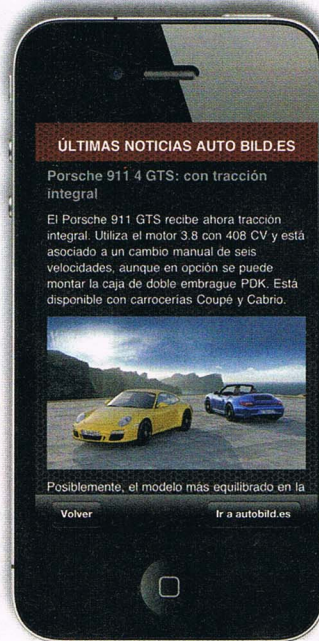 ÚLTIMAS NOTICIAS AUTO BILD.ES
Porsche 911 4 GTS: con tracción
integral
El Porsche 911 GTS recibe ahora tracción
integral. Utiliza el motor 3.8 con 408 CV y está
asociado a un cambio manual de seis
velocidades, aunque en opción se puede
montar la caja de doble embrague PDK. Está
disponible con carrocerías Coupé y Cabrio.
Posiblemente, el modelo más equilibrado en la
Volver
Ir a autobild.es